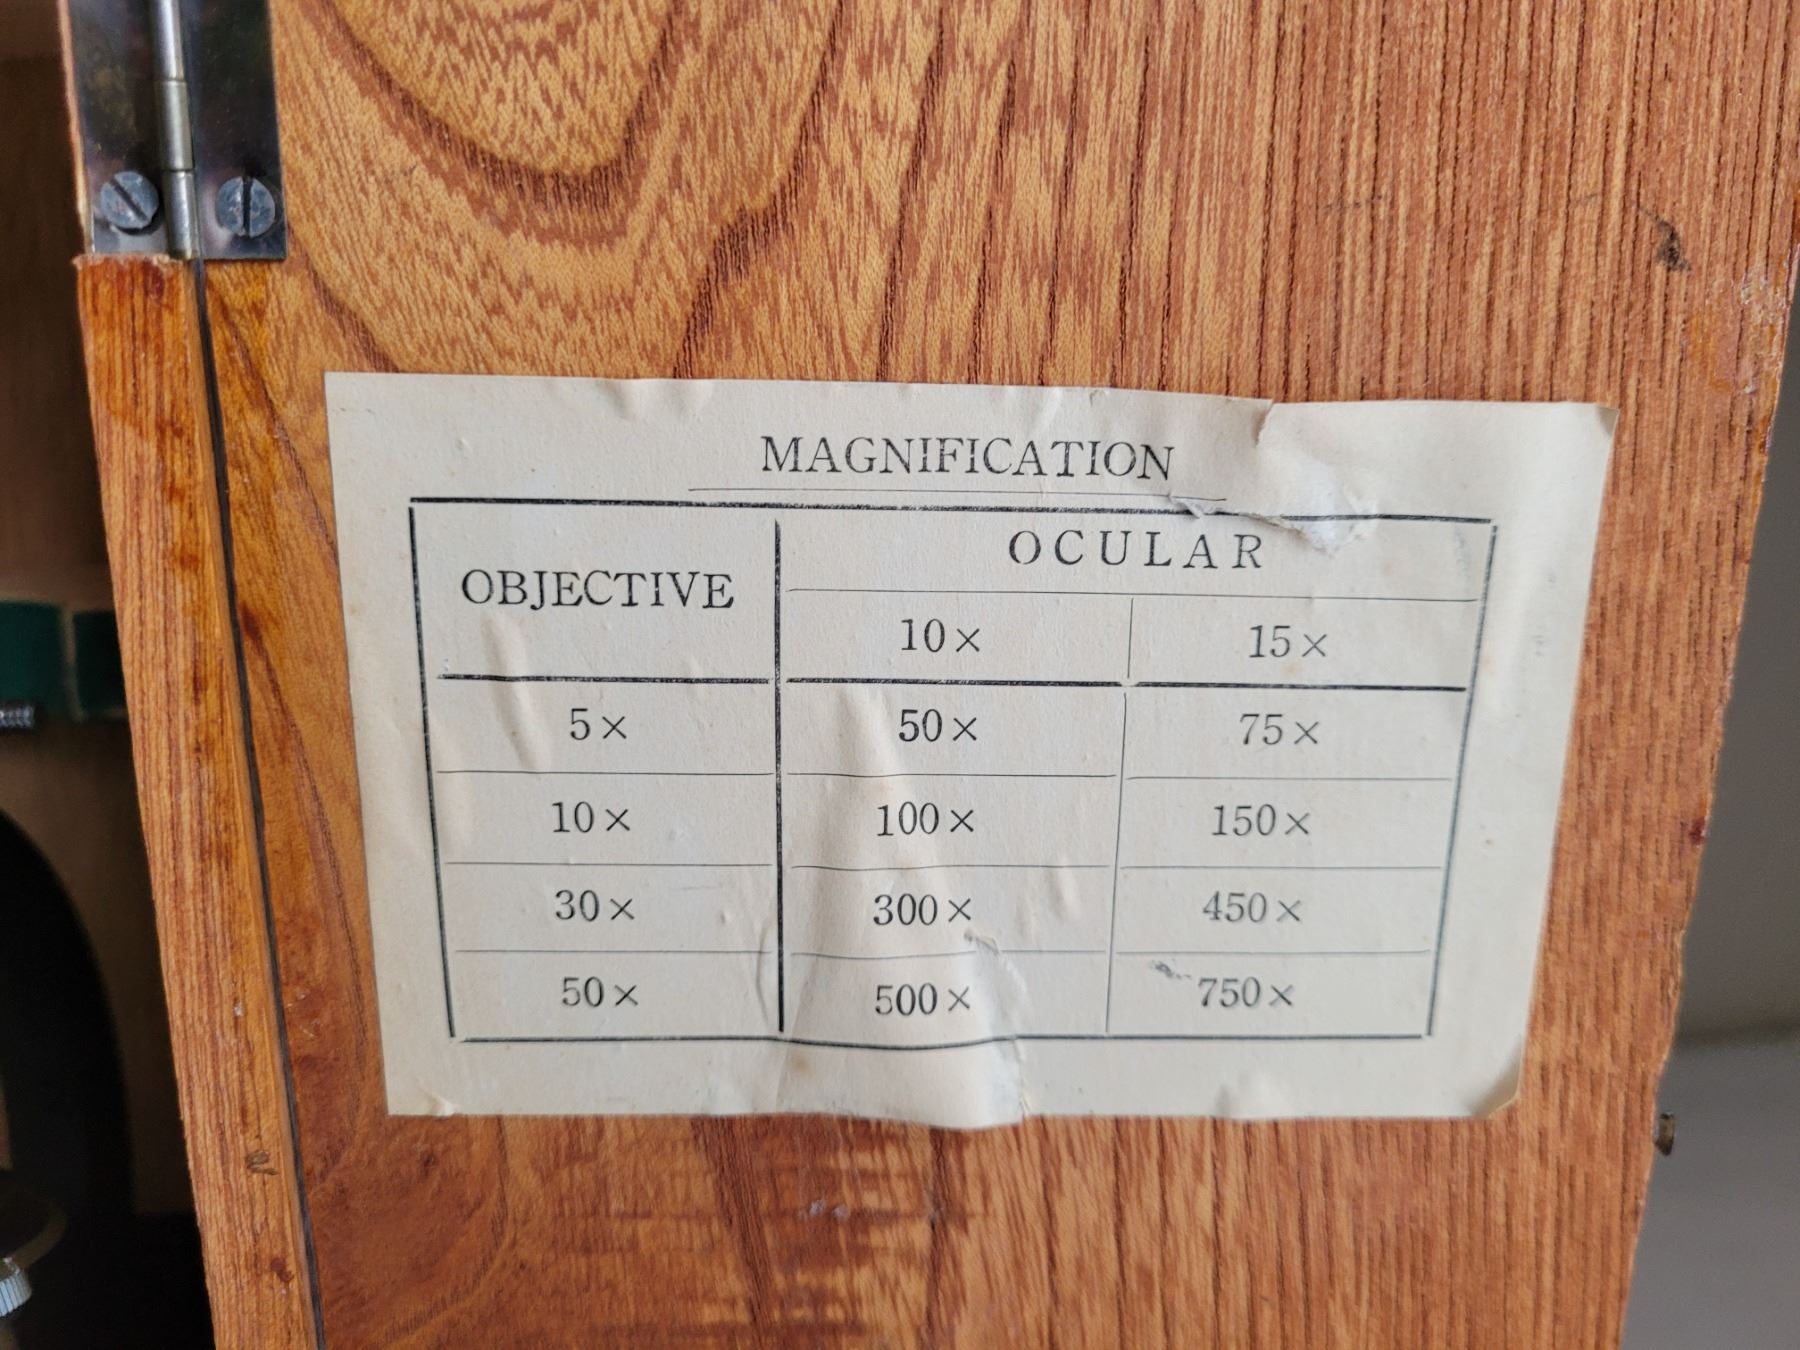 MAGNIFICATION
OBJECTIVE OCULAR
10× 15×
5× 50× 75×
10× 100× 150×
30× 300× 450×
50× 500× 750×